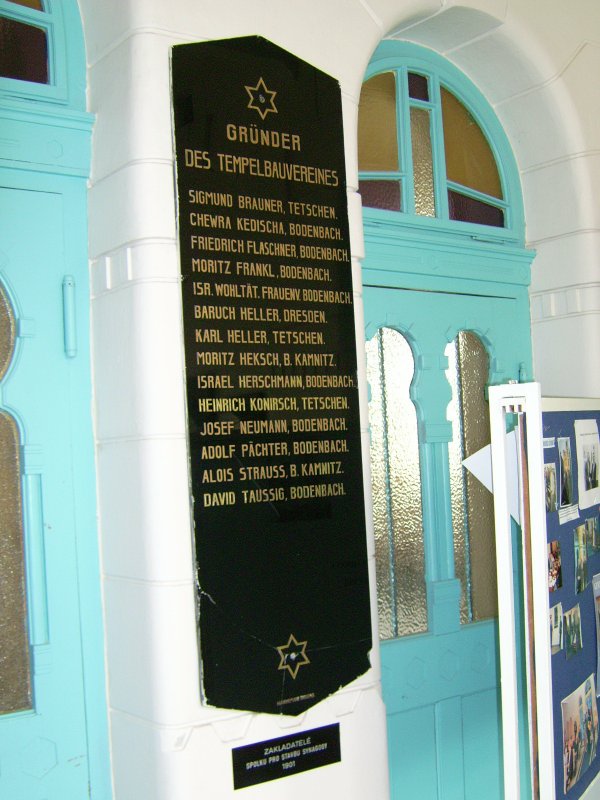 GRÜNDER
DES TEMPELBAUVEREINES
SIGMUND BRAUNER, TETSCHEN.
CHEWRA KEDISCHA, BODENBACH.
FRIEDRICH FLASCHNER, BODENBACH.
MORITZ FRANKL, BODENBACH.
ISR. WOHLTÄT. FRAUENV. BODENBACH.
BARUCH HELLER, DRESDEN.
KARL HELLER, TETSCHEN.
MORITZ HEKSCH, B. KAMNITZ.
ISRAEL HERSCHMANN, BODENBACH.
HEINRICH KONIRSCH, TETSCHEN.
JOSEF NEUMANN, BODENBACH.
ADOLF PÄCHTER, BODENBACH.
ALOIS STRAUSS, B. KAMNITZ.
DAVID TAUSSIG, BODENBACH.
ZAKLADATELÉ
SPOLKU PRO STAVBU SYNAGOGY
1901